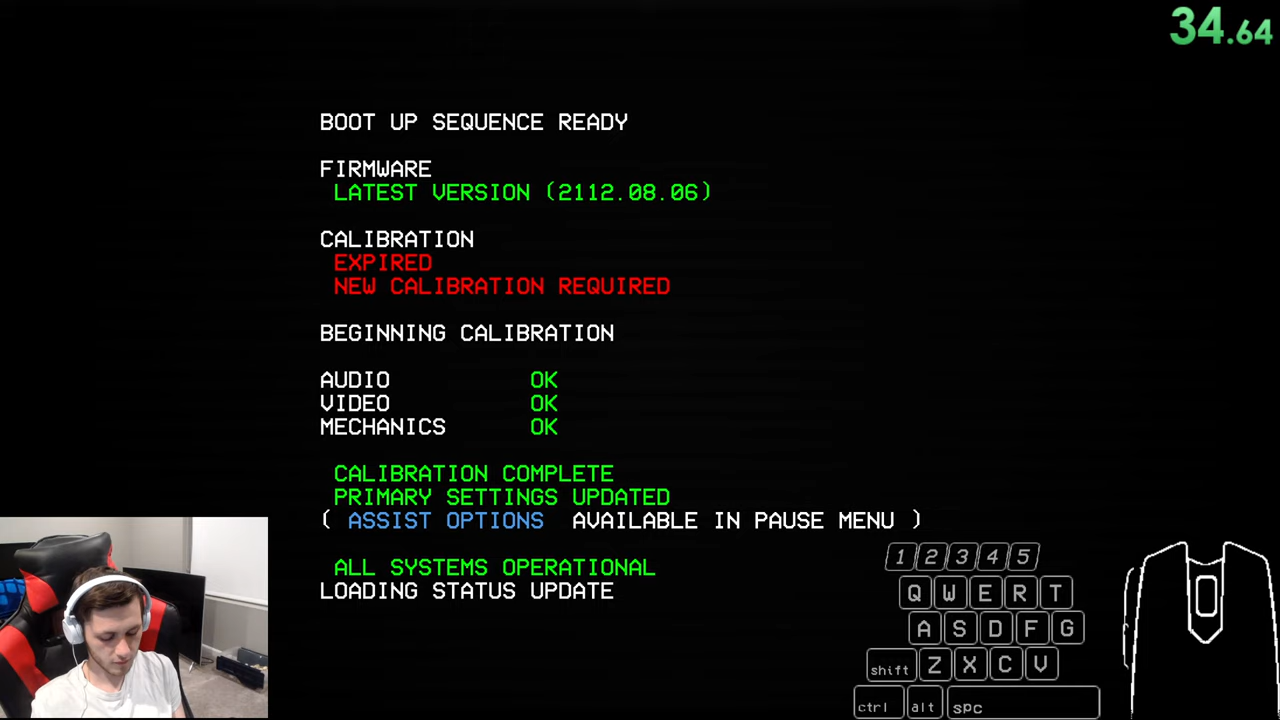 34.64
BOOT UP SEQUENCE READY
FIRMWARE
LATEST VERSION (2112.08.06)
CALIBRATION
EXPIRED
NEW CALIBRATION REQUIRED
BEGINNING CALIBRATION
AUDIO OK
VIDEO OK
MECHANICS OK
CALIBRATION COMPLETE
PRIMARY SETTINGS UPDATED
( ASSIST OPTIONS AVAILABLE IN PAUSE MENU )
ALL SYSTEMS OPERATIONAL
LOADING STATUS UPDATE
1 2 3 4 5
Q W E R T
A S D F G
shift Z X C V
ctrl alt spc